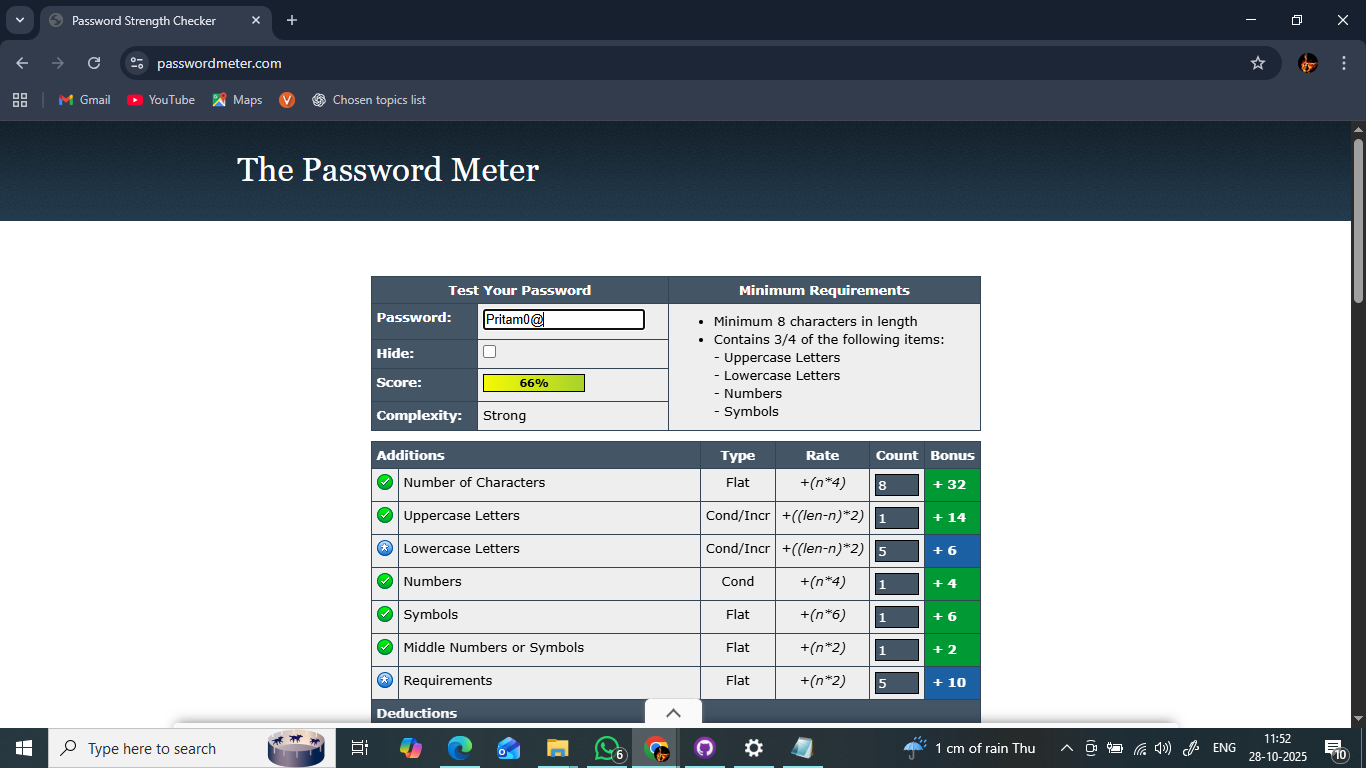 Password Strength Checker
passwordmeter.com
Gmail YouTube Maps V Chosen topics list
The Password Meter
Test Your Password Minimum Requirements
Password: Pritam0@
Hide:
Score: 66%
Complexity: Strong
Minimum 8 characters in length
Contains 3/4 of the following items:
- Uppercase Letters
- Lowercase Letters
- Numbers
- Symbols
Additions Type Rate Count Bonus
Number of Characters Flat +(n*4) 8 + 32
Uppercase Letters Cond/Incr +((len-n)*2) 1 + 14
Lowercase Letters Cond/Incr +((len-n)*2) 5 + 6
Numbers Cond +(n*4) 1 + 4
Symbols Flat +(n*6) 1 + 6
Middle Numbers or Symbols Flat +(n*2) 1 + 2
Requirements Flat +(n*2) 5 + 10
Deductions
Type here to search 6 1 cm of rain Thu ENG 11:52
28-10-2025 10